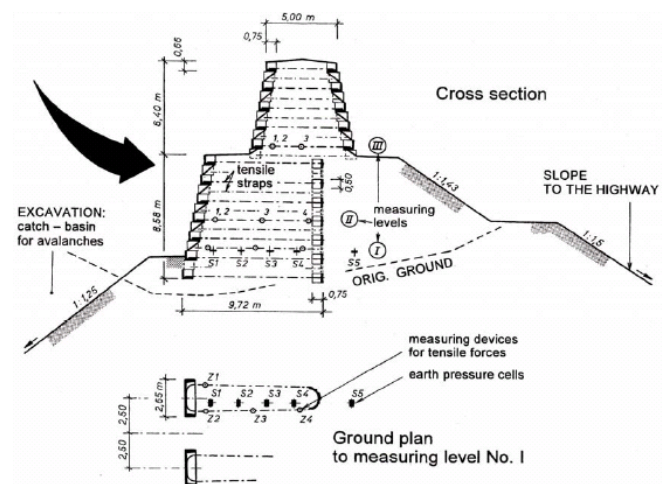 5,00 m
0,75
0,66
Cross section
8,40
1,2
3
III
tensile
straps
0,50
1:1,43
SLOPE
TO THE HIGHWAY
8,58
EXCAVATION:
catch – basin
for avalanches
1,2
3
4
II
measuring
levels
I
1:1,5
S1
S2
S3
S4
S5
ORIG. GROUND
1:1,25
0,75
9,72 m
measuring devices
for tensile forces
Z1
S1
S2
S3
S4
S5
earth pressure cells
2,65 m
2,50
Z2
Z3
Z4
Ground plan
to measuring level No. I
2,50